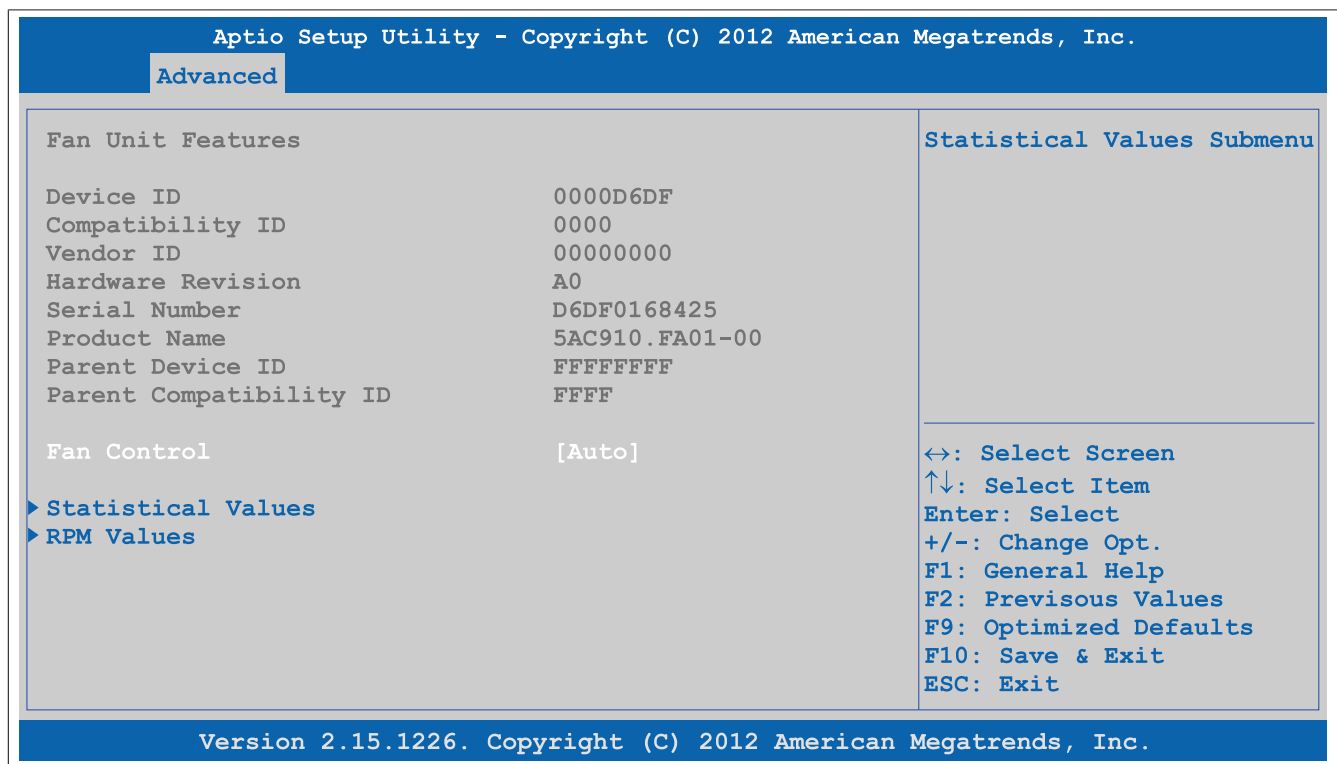 Aptio Setup Utility - Copyright (C) 2012 American Megatrends, Inc.
Advanced
Fan Unit Features
Device ID 0000D6DF
Compatibility ID 0000
Vendor ID 00000000
Hardware Revision A0
Serial Number D6DF0168425
Product Name 5AC910.FA01-00
Parent Device ID FFFFFFFF
Parent Compatibility ID FFFF
Fan Control [Auto]
Statistical Values
RPM Values
Statistical Values Submenu
↔: Select Screen
↑↓: Select Item
Enter: Select
+/-: Change Opt.
F1: General Help
F2: Previsous Values
F9: Optimized Defaults
F10: Save & Exit
ESC: Exit
Version 2.15.1226. Copyright (C) 2012 American Megatrends, Inc.